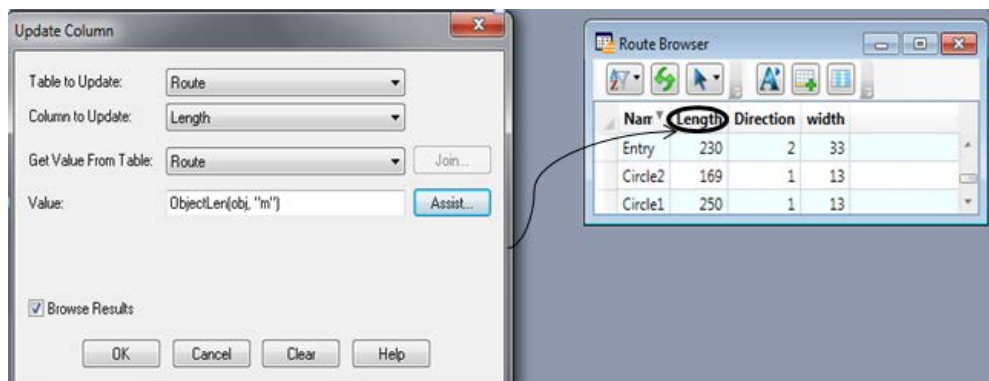 Update Column
Table to Update: Route
Column to Update: Length
Get Value From Table: Route Join...
Value: ObjectLen(obj, "m") Assist...
Browse Results
OK Cancel Clear Help
Route Browser
Nam Length Direction width
Entry 230 2 33
Circle2 169 1 13
Circle1 250 1 13